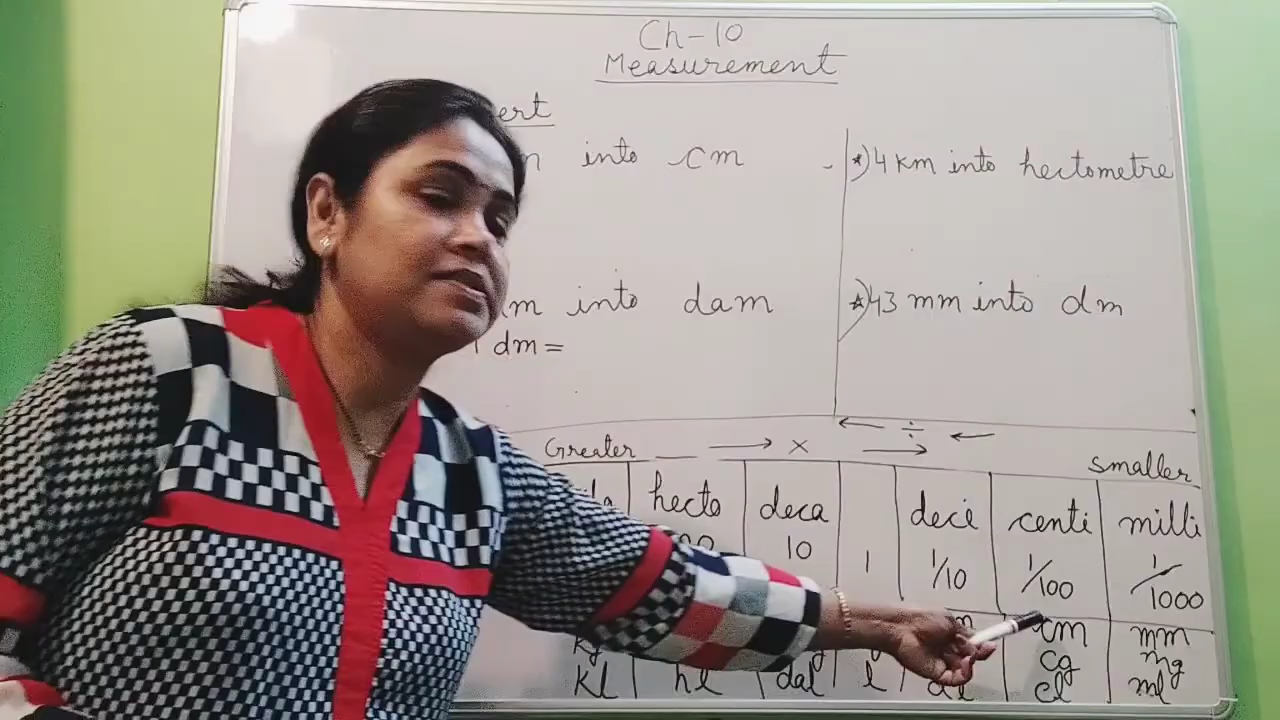 Ch-10
Measurement
ert
into cm
*) 4 km into hectometre
m into dam
*) 43 mm into dm
dm =
← ÷ ←
Greater → × → smaller
hecto deca deci centi milli
10 1 1/10 1/100 1/1000
cm mm
kg cg mg
kl hl dal l dl cl ml